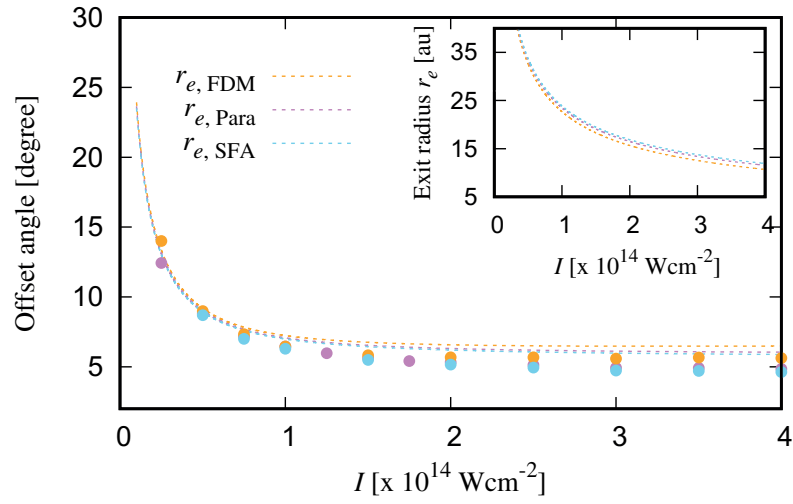 30
25
20
15
10
5
0
1
2
3
4
Offset angle [degree]
I [x 10^14 Wcm^-2]
r_e, FDM
r_e, Para
r_e, SFA
35
25
15
5
0
1
2
3
4
Exit radius r_e [au]
I [x 10^14 Wcm^-2]